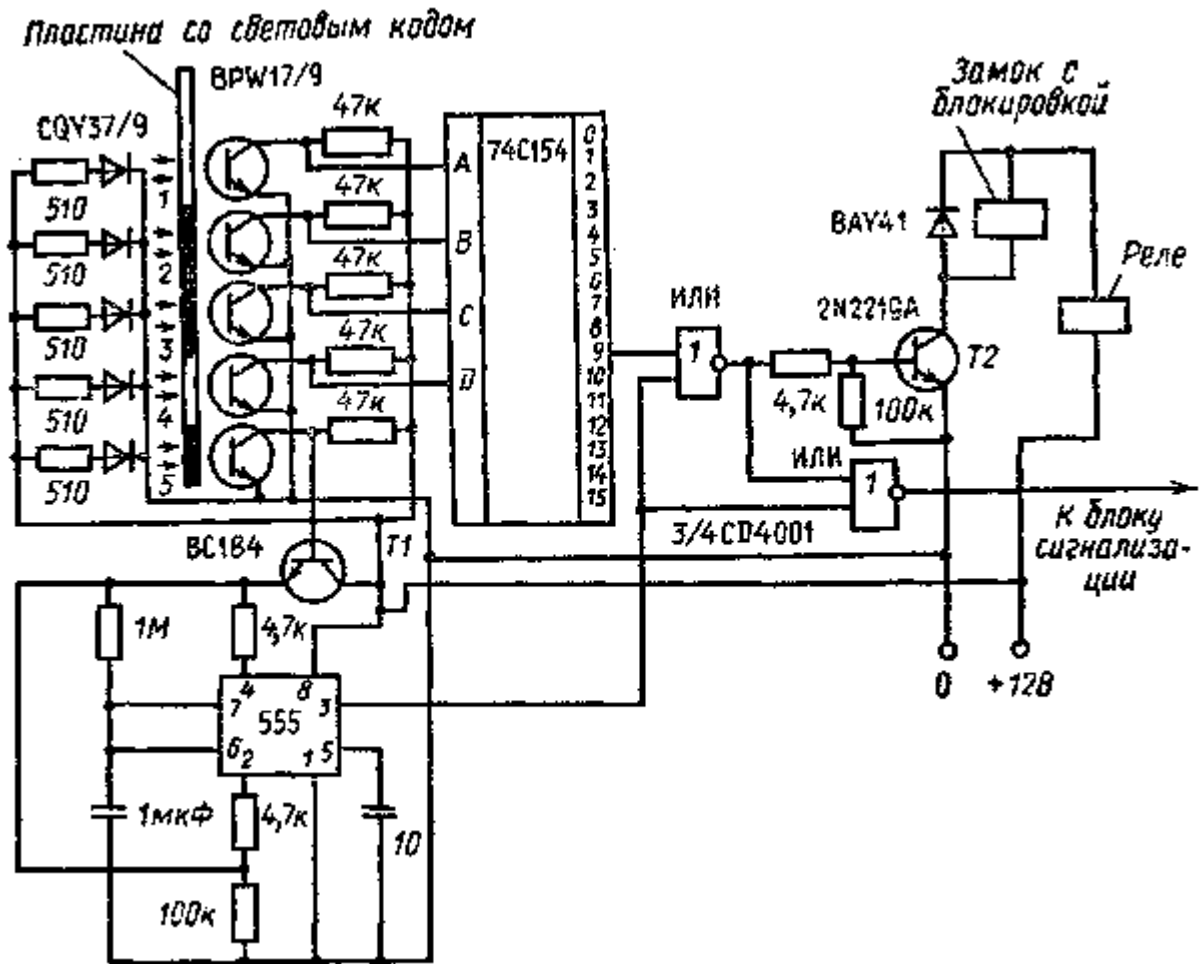 Пластина со световым кодом
BPW17/9
CQY37/9
510
510
510
510
510
1
2
3
4
5
47к
47к
47к
47к
47к
A
B
C
D
74C154
0
1
2
3
4
5
6
7
8
9
10
11
12
13
14
15
Замок с
блокировкой
BAY41
Реле
2N2219A
T2
ИЛИ
1
4,7к
100к
ИЛИ
1
3/4CD4001
К блоку
сигнализа-
ции
0
+12В
BC184
T1
1М
4,7к
4
8
7
555
3
6
2
1
5
1мкФ
4,7к
10
100к